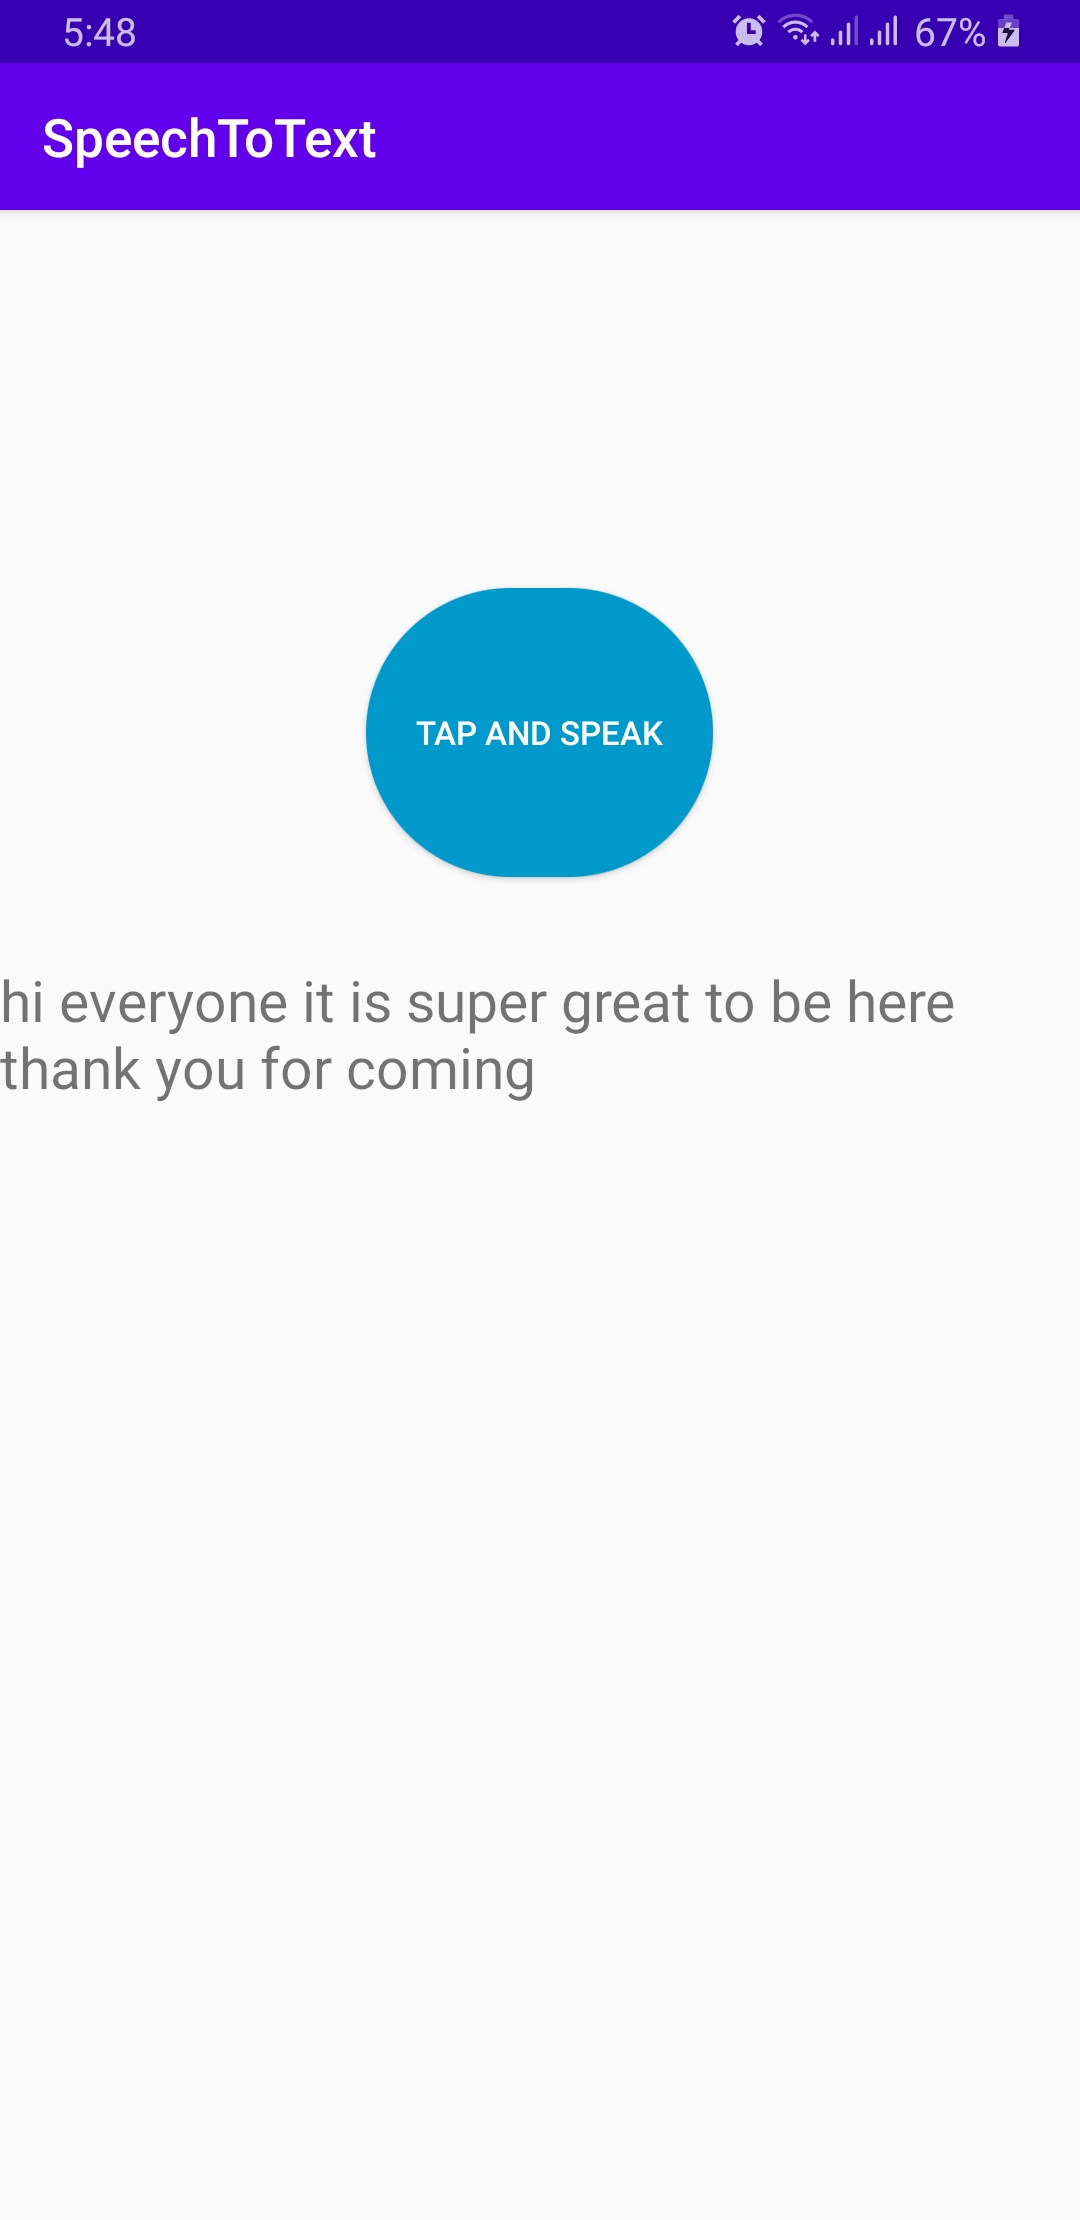 5:48 67%
SpeechToText
TAP AND SPEAK
hi everyone it is super great to be here
thank you for coming